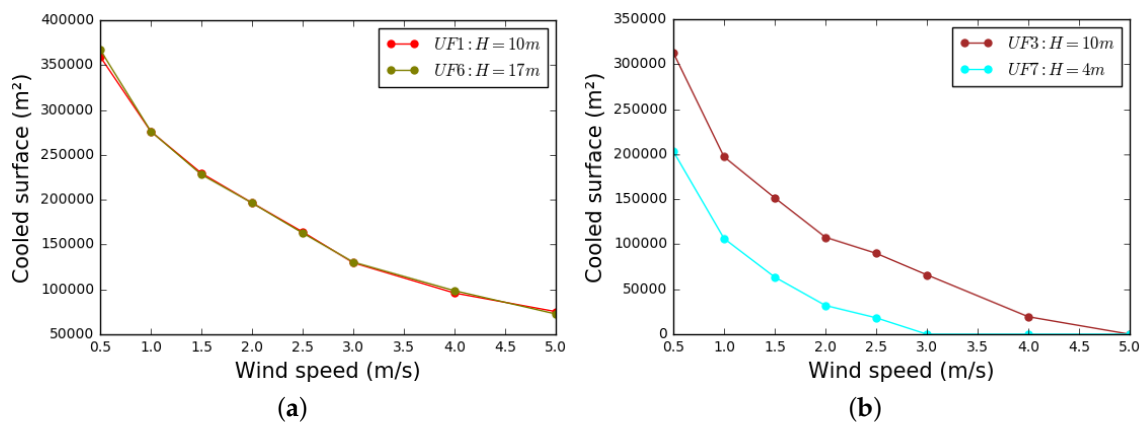 400000
350000
300000
250000
200000
150000
100000
50000
0.5 1.0 1.5 2.0 2.5 3.0 3.5 4.0 4.5 5.0
Wind speed (m/s)
Cooled surface (m²)
UF1 : H = 10m
UF6 : H = 17m
(a)
350000
300000
250000
200000
150000
100000
50000
0
0.5 1.0 1.5 2.0 2.5 3.0 3.5 4.0 4.5 5.0
Wind speed (m/s)
Cooled surface (m²)
UF3 : H = 10m
UF7 : H = 4m
(b)